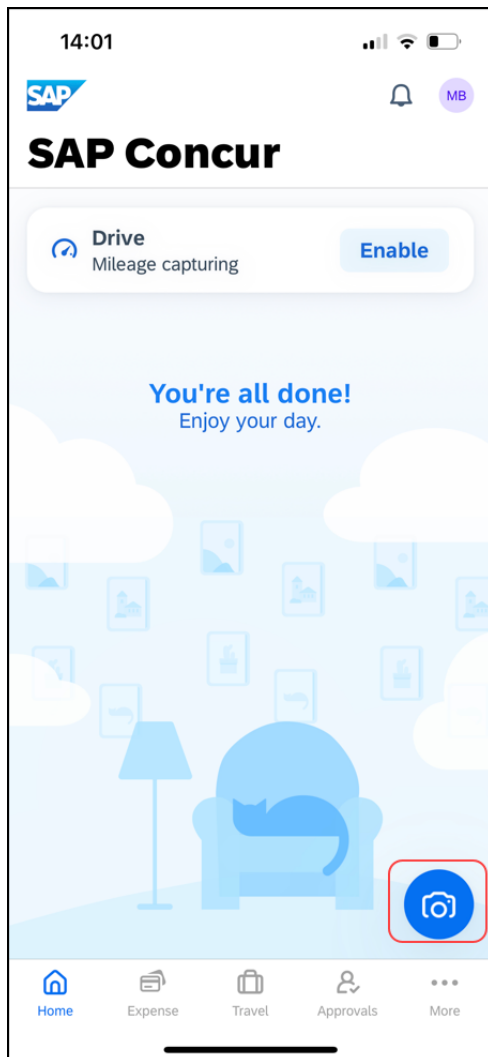 14:01
SAP
MB
SAP Concur
Drive
Mileage capturing
Enable
You're all done!
Enjoy your day.
Home
Expense
Travel
Approvals
More